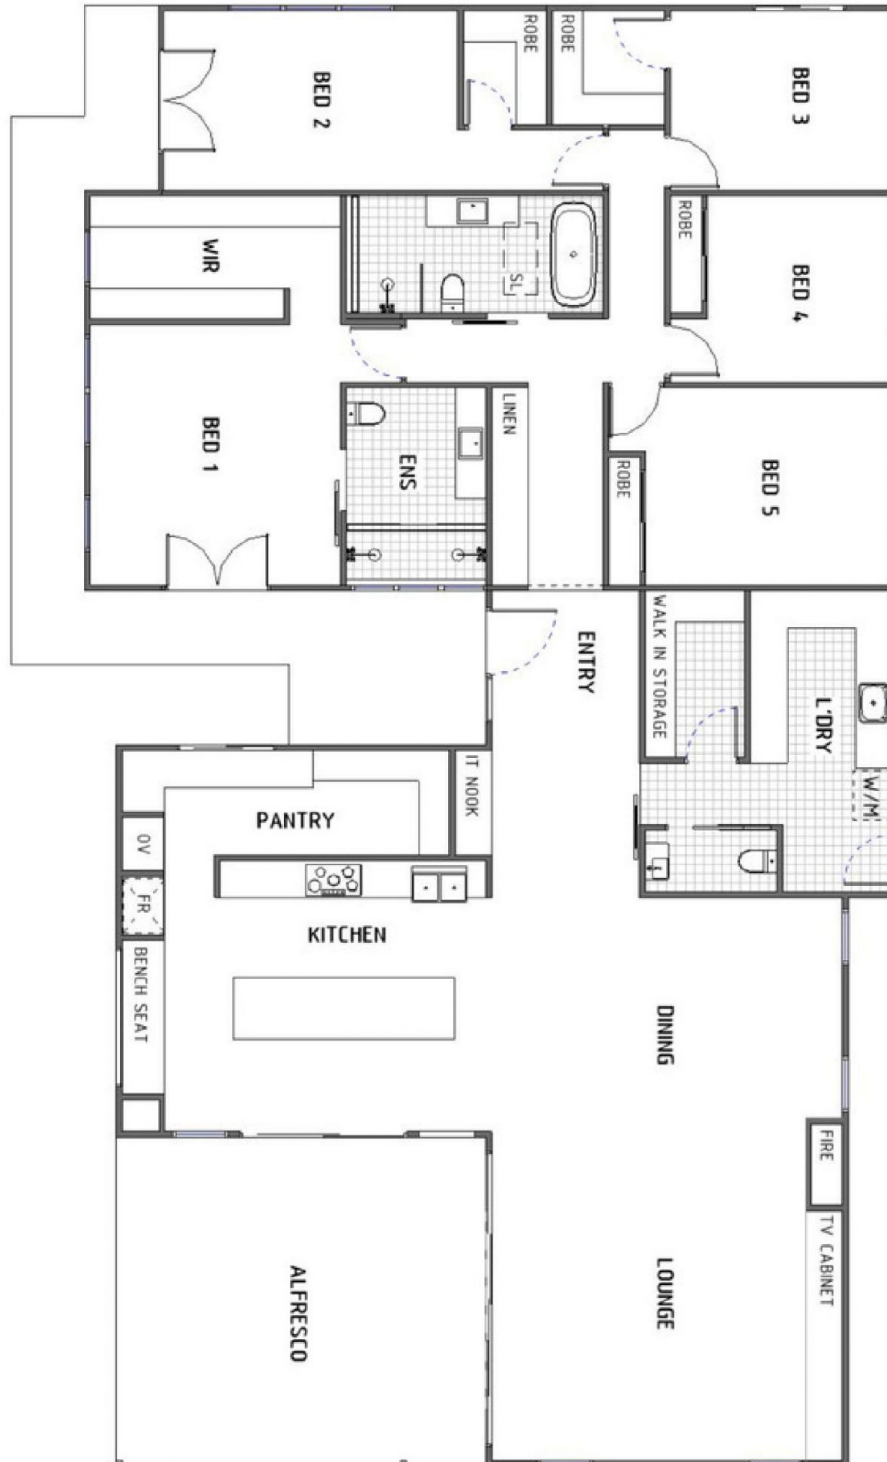 BED 2
ROBE
ROBE
BED 3
WIR
SL
ROBE
BED 4
BED 1
ENS
LINEN
ROBE
BED 5
ENTRY
WALK IN STORAGE
L'DRY
W/M
IT NOOK
PANTRY
OV
FR
KITCHEN
BENCH SEAT
DINING
FIRE
TV CABINET
LOUNGE
ALFRESCO